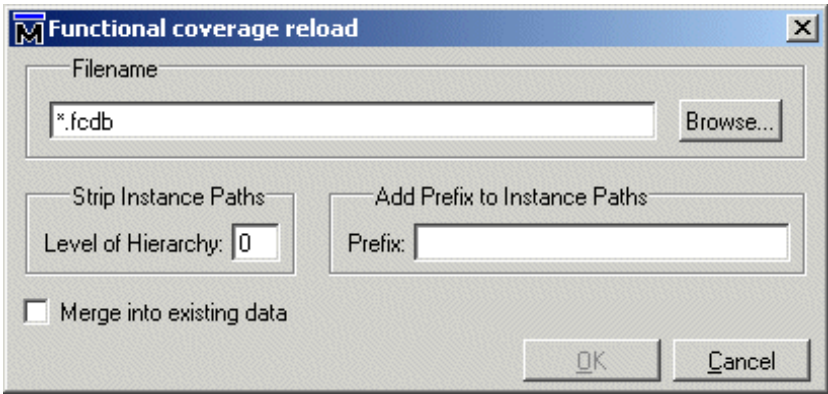 M Functional coverage reload
Filename
*.fcdb
Browse...
Strip Instance Paths
Add Prefix to Instance Paths
Level of Hierarchy: 0
Prefix:
Merge into existing data
OK
Cancel